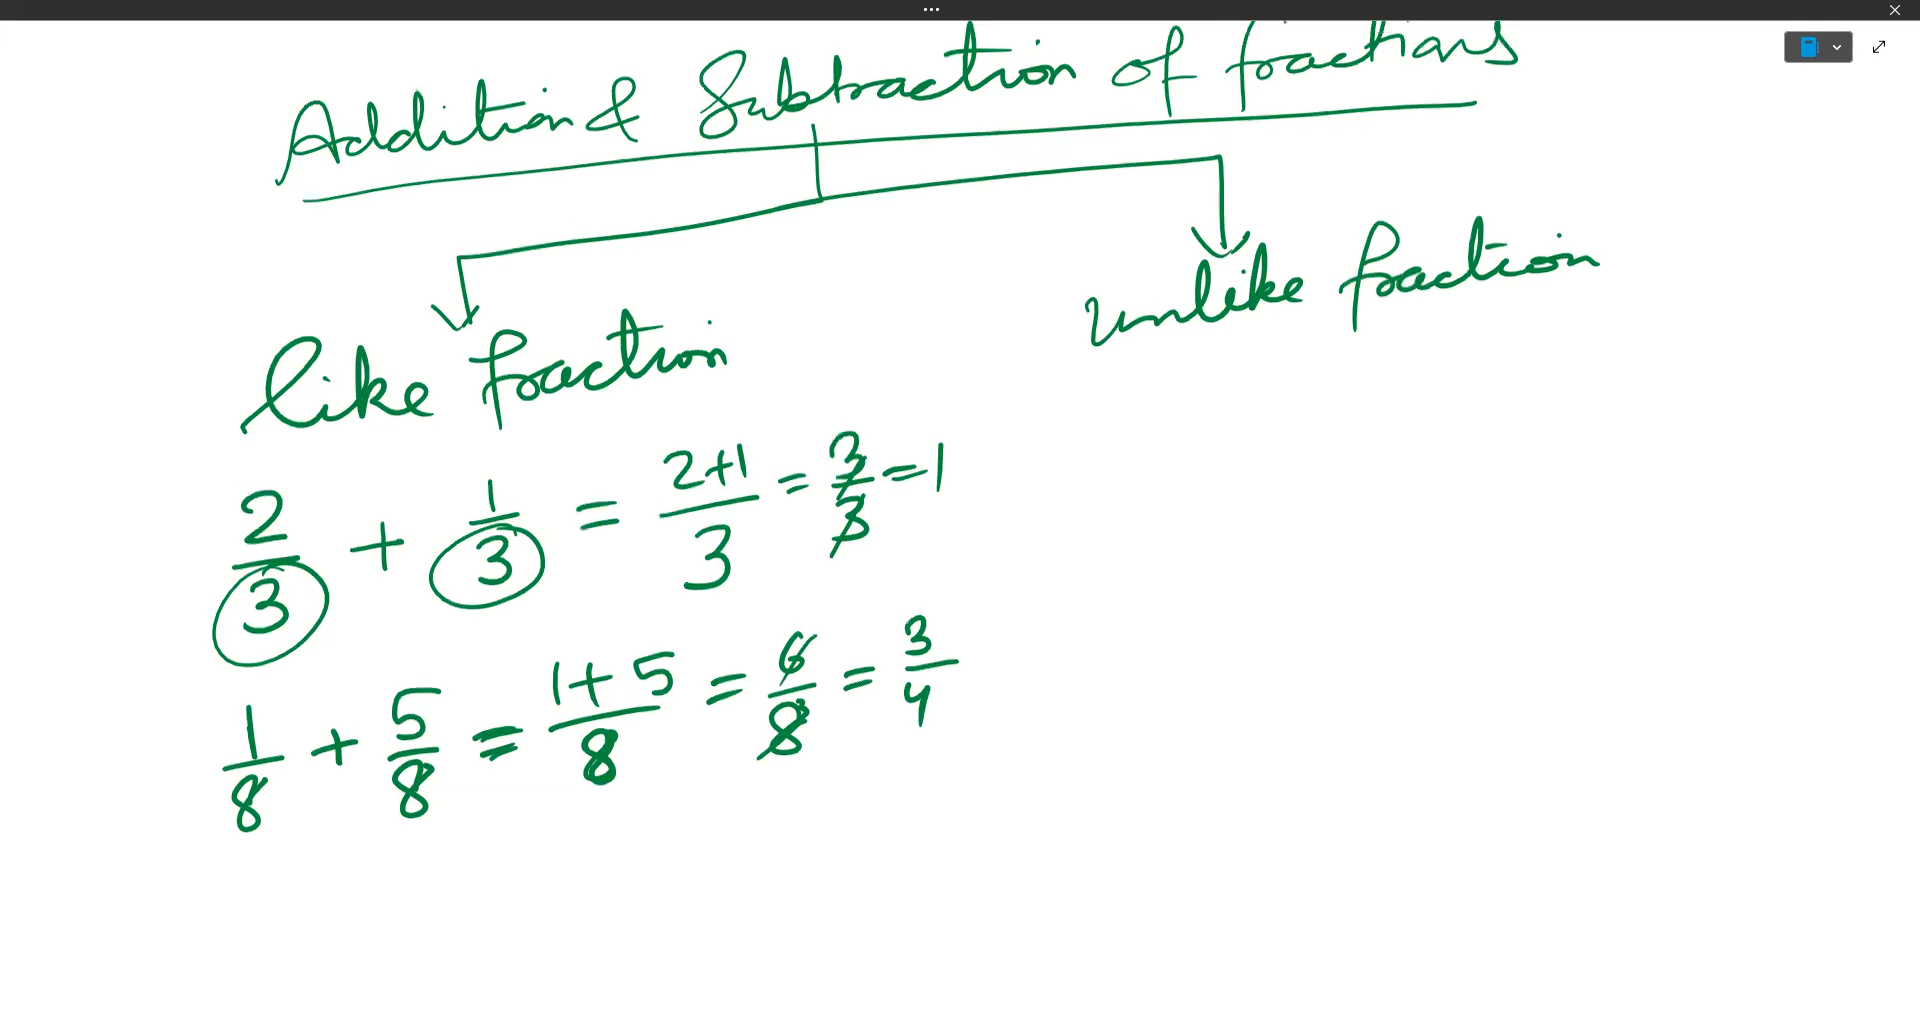 Addition & Subtraction of fractions
like fraction
unlike fraction
2/3 + 1/3 = 2+1/3 = 3/3 = 1
1/8 + 5/8 = 1+5/8 = 6/8 = 3/4